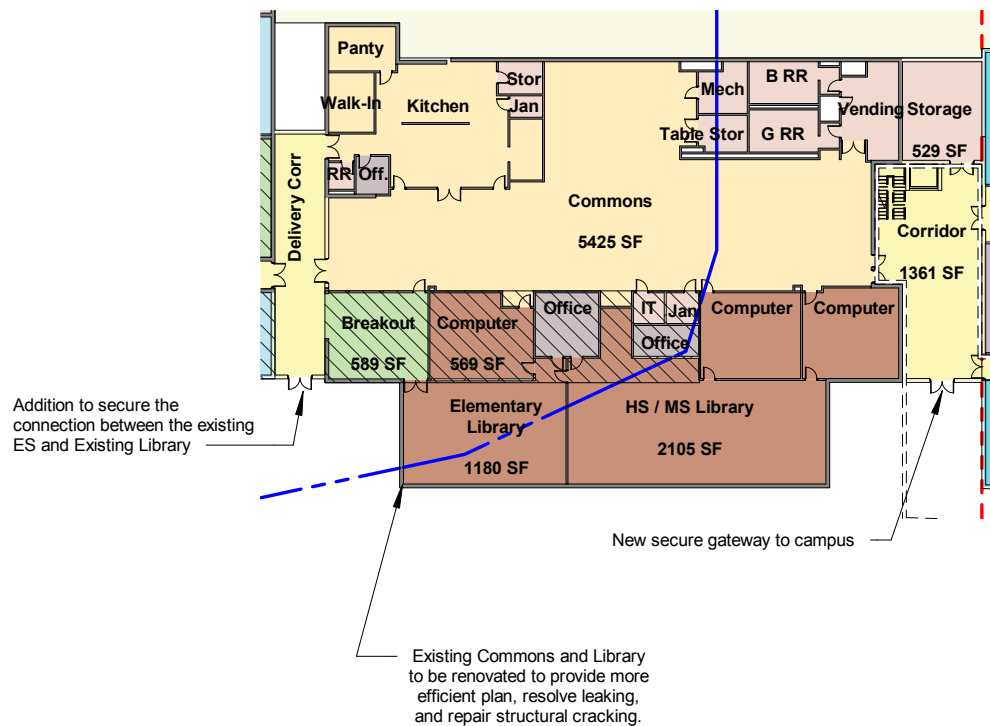 Panty
Walk-In
Kitchen
Stor
Jan
Mech
B RR
Table Stor
G RR
Vending
Storage
529 SF
RR
Off.
Delivery Corr
Commons
5425 SF
Corridor
1361 SF
Breakout
589 SF
Computer
569 SF
Office
IT
Jan
Office
Computer
Computer
Elementary
Library
1180 SF
HS / MS Library
2105 SF
Addition to secure the
connection between the existing
ES and Existing Library
New secure gateway to campus
Existing Commons and Library
to be renovated to provide more
efficient plan, resolve leaking,
and repair structural cracking.